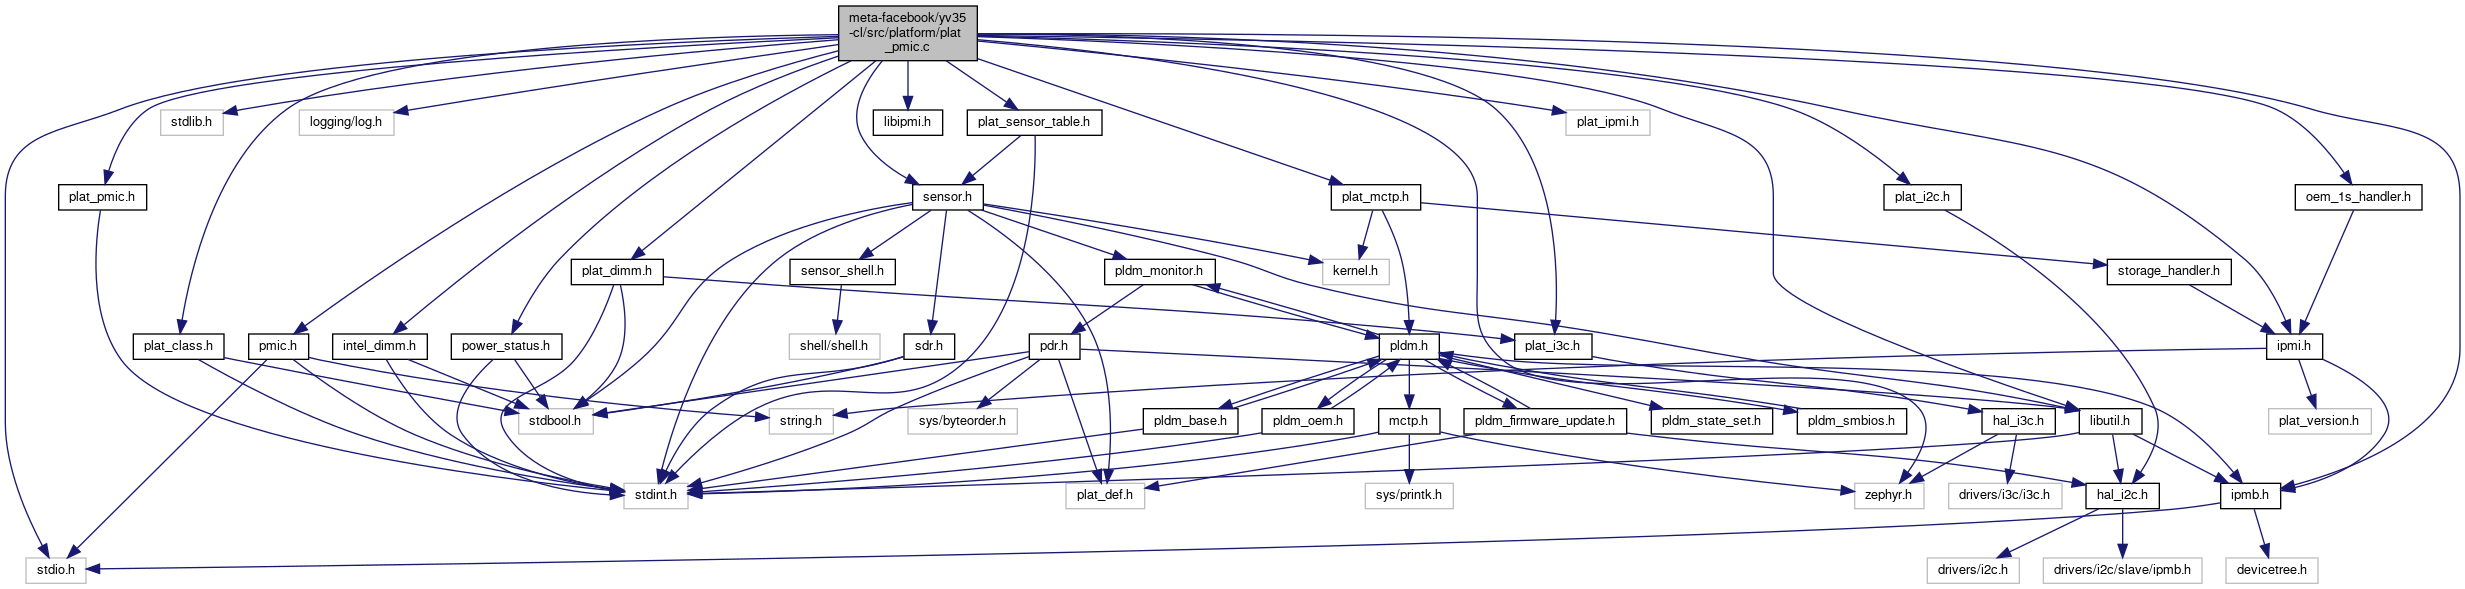 meta-facebook/yv35
-cl/src/platform/plat
_pmic.c
stdlib.h
logging/log.h
libipmi.h
plat_sensor_table.h
plat_ipmi.h
plat_pmic.h
sensor.h
plat_mctp.h
plat_i2c.h
oem_1s_handler.h
plat_dimm.h
sensor_shell.h
pldm_monitor.h
kernel.h
storage_handler.h
plat_class.h
pmic.h
intel_dimm.h
power_status.h
shell/shell.h
sdr.h
pdr.h
pldm.h
plat_i3c.h
ipmi.h
stdbool.h
string.h
sys/byteorder.h
pldm_base.h
pldm_oem.h
mctp.h
pldm_firmware_update.h
pldm_state_set.h
pldm_smbios.h
hal_i3c.h
libutil.h
plat_version.h
stdint.h
plat_def.h
sys/printk.h
zephyr.h
drivers/i3c/i3c.h
hal_i2c.h
ipmb.h
stdio.h
drivers/i2c.h
drivers/i2c/slave/ipmb.h
devicetree.h